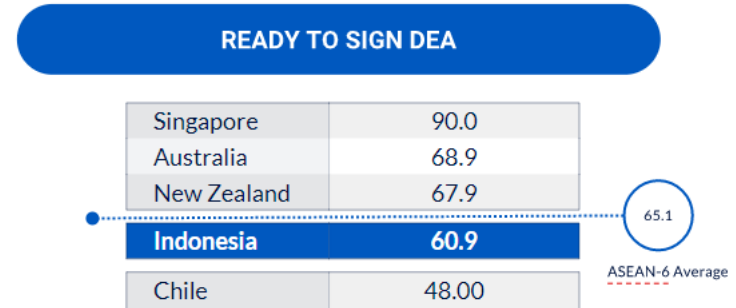 READY TO SIGN DEA
Singapore 90.0
Australia 68.9
New Zealand 67.9
65.1
Indonesia 60.9
ASEAN-6 Average
Chile 48.00